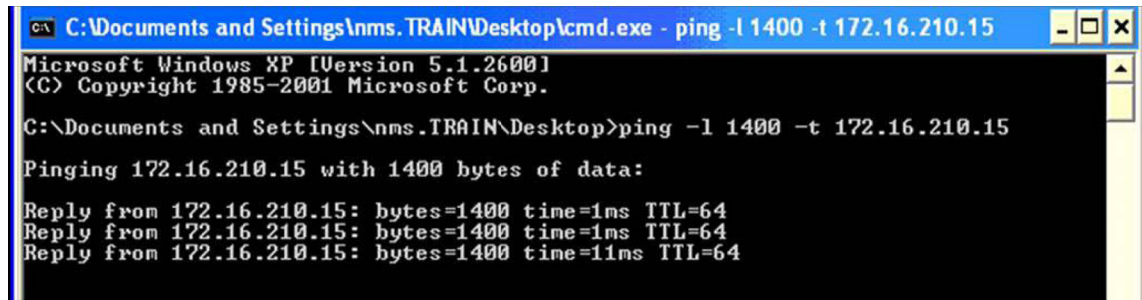 C:\Documents and Settings\nms.TRAIN\Desktop\cmd.exe - ping -l 1400 -t 172.16.210.15
Microsoft Windows XP [Version 5.1.2600]
(C) Copyright 1985-2001 Microsoft Corp.
C:\Documents and Settings\nms.TRAIN\Desktop>ping -l 1400 -t 172.16.210.15
Pinging 172.16.210.15 with 1400 bytes of data:
Reply from 172.16.210.15: bytes=1400 time=1ms TTL=64
Reply from 172.16.210.15: bytes=1400 time=1ms TTL=64
Reply from 172.16.210.15: bytes=1400 time=11ms TTL=64